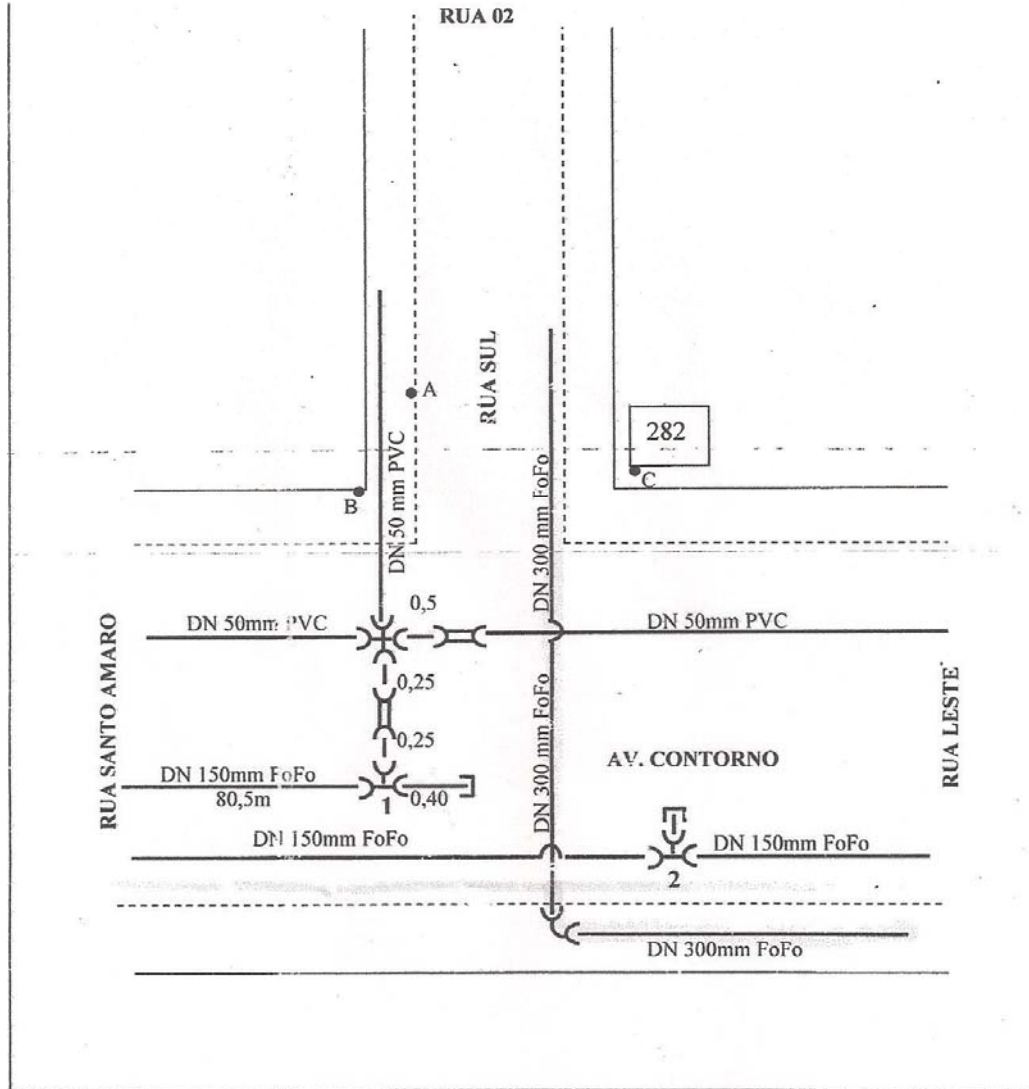 RUA 02
RUA SUL
A
282
C
B
DN 50 mm PVC
DN 300 mm FoFo
0,5
DN 50mm PVC
DN 50mm PVC
RUA SANTO AMARO
0,25
0,25
DN 300 mm FoFo
AV. CONTORNO
RUA LESTE
DN 150mm FoFo
80,5m
1
0,40
DN 150mm FoFo
DN 150mm FoFo
2
DN 300mm FoFo